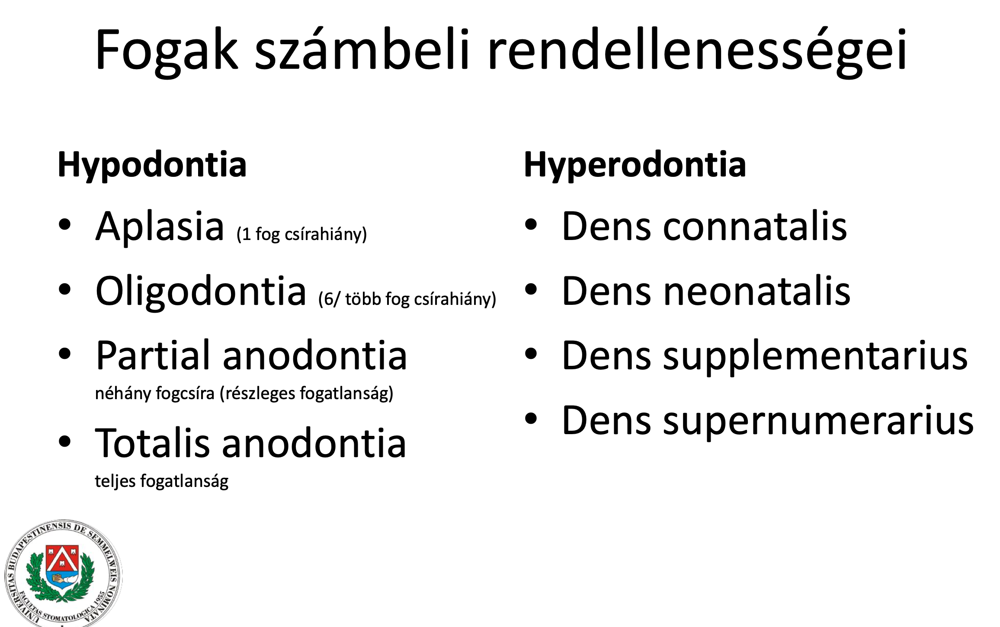 Fogak számbeli rendellenességei
Hypodontia
• Aplasia (1 fog csírahiány)
• Oligodontia (6/ több fog csírahiány)
• Partial anodontia
néhány fogcsíra (részleges fogatlanság)
• Totalis anodontia
teljes fogatlanság
Hyperodontia
• Dens connatalis
• Dens neonatalis
• Dens supplementarius
• Dens supernumerarius
UNIVERSITAS BUDAPESTINENSIS DE SEMMELWEIS NOMINATA
FACULTAS STOMATOLOGICA 1955